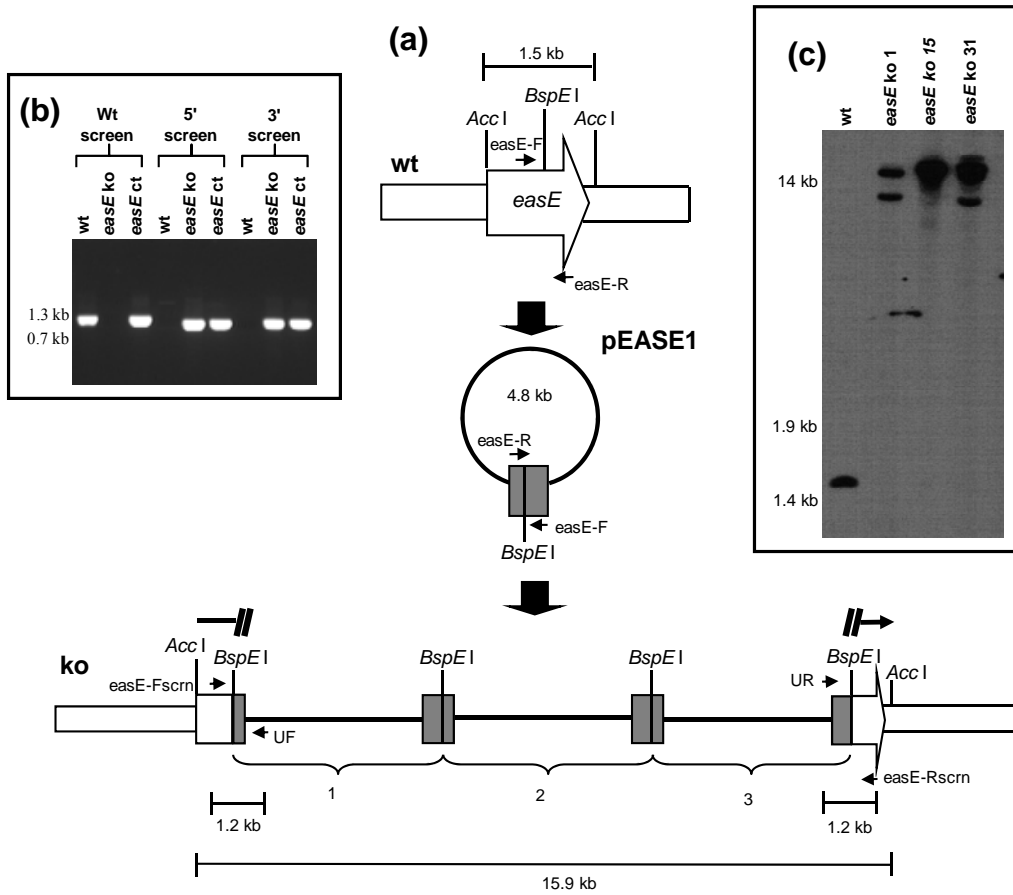 (a)
1.5 kb
BspE I
Acc I
Acc I
easE-F
wt
easE
easE-R
pEASE1
4.8 kb
easE-R
easE-F
BspE I
(b)
Wt screen
5' screen
3' screen
wt
easE ko
easE ct
wt
easE ko
easE ct
wt
easE ko
easE ct
1.3 kb
0.7 kb
(c)
wt
easE ko 1
easE ko 15
easE ko 31
14 kb
1.9 kb
1.4 kb
ko
Acc I
BspE I
BspE I
BspE I
BspE I
Acc I
easE-Fscrn
UF
UR
easE-Rscrn
1
2
3
1.2 kb
1.2 kb
15.9 kb